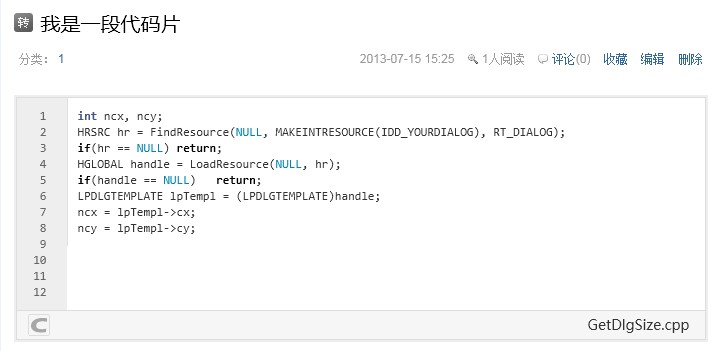 转 我是一段代码片
分类： 1 2013-07-15 15:25 1人阅读 评论(0) 收藏 编辑 删除
1 int ncx, ncy;
2 HRSRC hr = FindResource(NULL, MAKEINTRESOURCE(IDD_YOURDIALOG), RT_DIALOG);
3 if(hr == NULL) return;
4 HGLOBAL handle = LoadResource(NULL, hr);
5 if(handle == NULL)   return;
6 LPDLGTEMPLATE lpTempl = (LPDLGTEMPLATE)handle;
7 ncx = lpTempl->cx;
8 ncy = lpTempl->cy;
9
10
11
12
C GetDlgSize.cpp